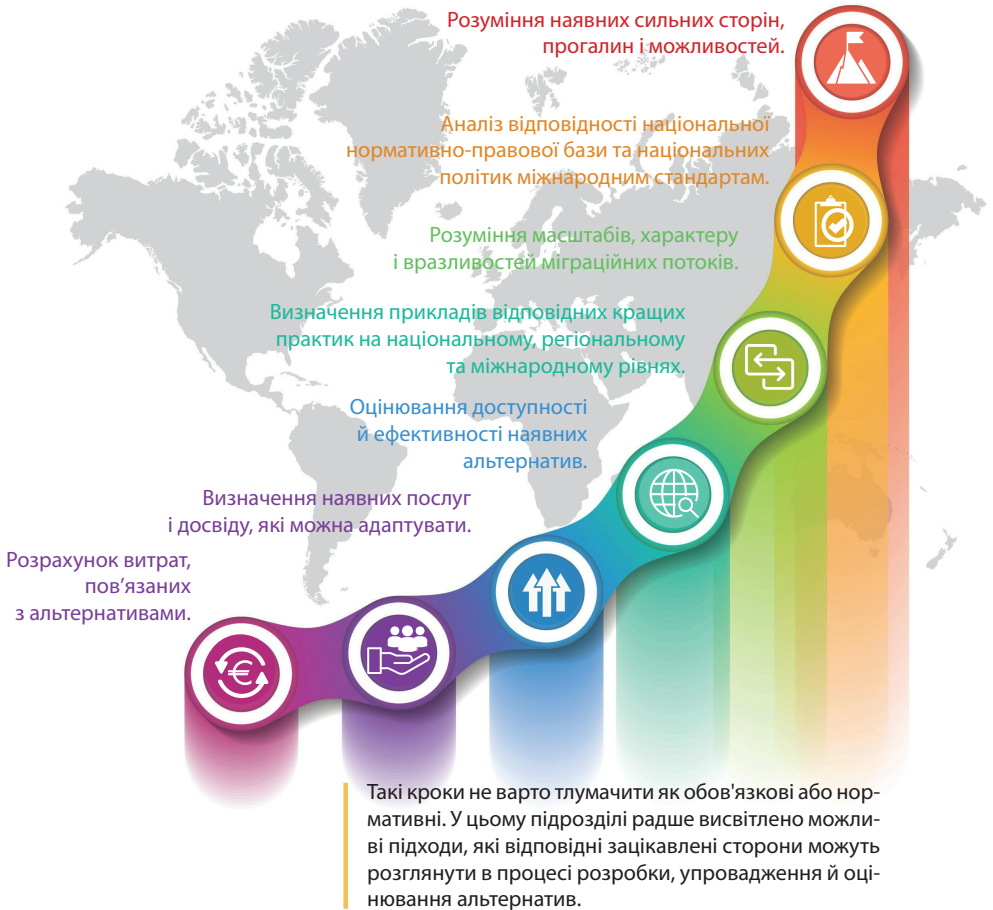 Розуміння наявних сильних сторін,
прогалин і можливостей.
Аналіз відповідності національної
нормативно-правової бази та національних
політик міжнародним стандартам.
Розуміння масштабів, характеру
і вразливостей міграційних потоків.
Визначення прикладів відповідних кращих
практик на національному, регіональному
та міжнародному рівнях.
Оцінювання доступності
й ефективності наявних
альтернатив.
Визначення наявних послуг
і досвіду, які можна адаптувати.
Розрахунок витрат,
пов’язаних
з альтернативами.
Такі кроки не варто тлумачити як обов'язкові або нор-
мативні. У цьому підрозділі радше висвітлено можли-
ві підходи, які відповідні зацікавлені сторони можуть
розглянути в процесі розробки, упровадження й оці-
нювання альтернатив.